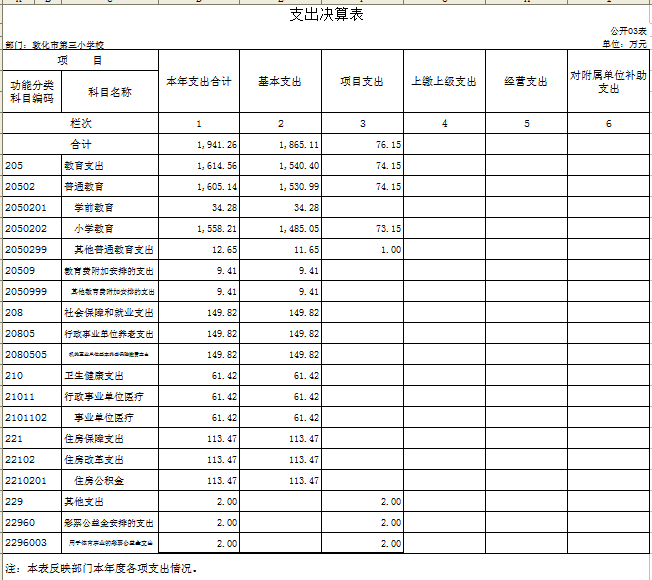 支出决算表
公开03表
部门：敦化市第三小学校 单位：万元
项 目 本年支出合计 基本支出 项目支出 上缴上级支出 经营支出 对附属单位补助支出
功能分类科目编码 科目名称
栏次 1 2 3 4 5 6
合计 1,941.26 1,865.11 76.15
205 教育支出 1,614.56 1,540.40 74.15
20502 普通教育 1,605.14 1,530.99 74.15
2050201 学前教育 34.28 34.28
2050202 小学教育 1,558.21 1,485.05 73.15
2050299 其他普通教育支出 12.65 11.65 1.00
20509 教育费附加安排的支出 9.41 9.41
2050999 其他教育费附加安排的支出 9.41 9.41
208 社会保障和就业支出 149.82 149.82
20805 行政事业单位养老支出 149.82 149.82
2080505 机关事业单位基本养老保险缴费支出 149.82 149.82
210 卫生健康支出 61.42 61.42
21011 行政事业单位医疗 61.42 61.42
2101102 事业单位医疗 61.42 61.42
221 住房保障支出 113.47 113.47
22102 住房改革支出 113.47 113.47
2210201 住房公积金 113.47 113.47
229 其他支出 2.00 2.00
22960 彩票公益金安排的支出 2.00 2.00
2296003 用于体育事业的彩票公益金支出 2.00 2.00
注：本表反映部门本年度各项支出情况。